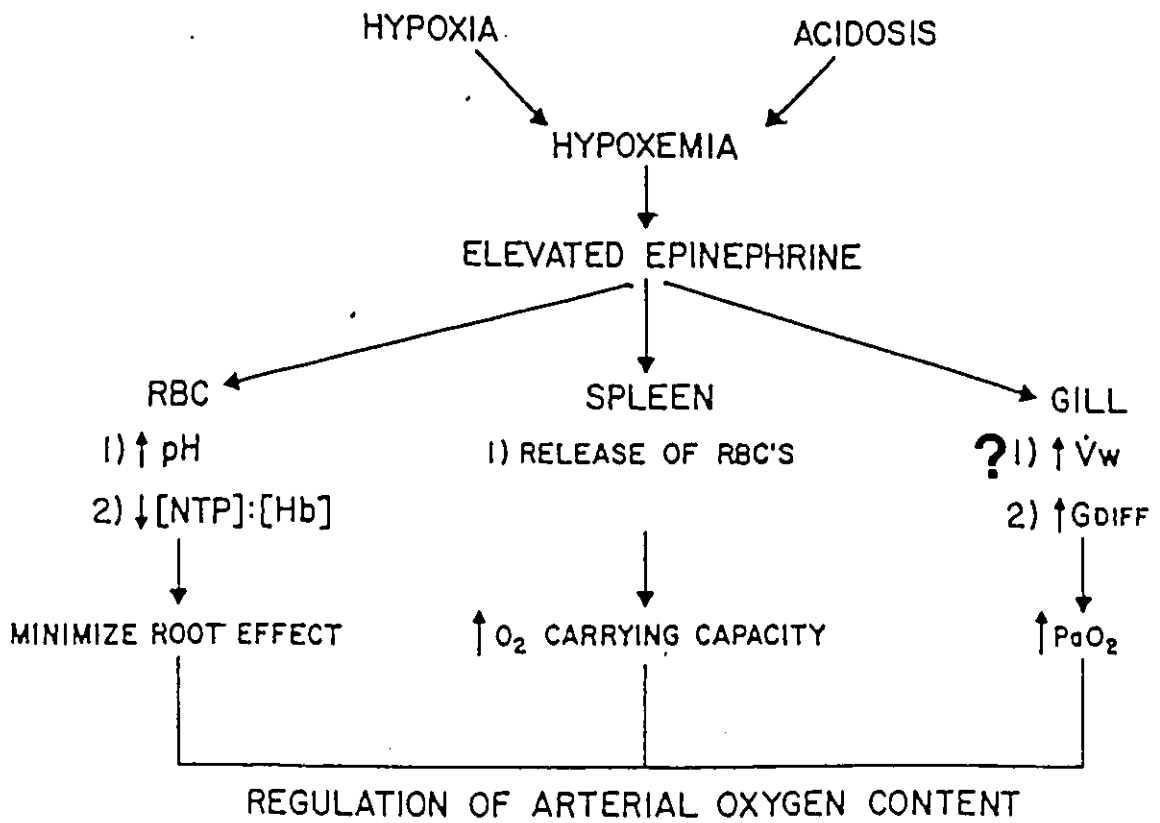 HYPOXIA ACIDOSIS
HYPOXEMIA
ELEVATED EPINEPHRINE
RBC SPLEEN GILL
1) ↑ pH 1) RELEASE OF RBC'S ? 1) ↑ V̇w
2) ↓ [NTP]:[Hb] 2) ↑ GDIFF
MINIMIZE ROOT EFFECT ↑ O₂ CARRYING CAPACITY ↑ PaO₂
REGULATION OF ARTERIAL OXYGEN CONTENT